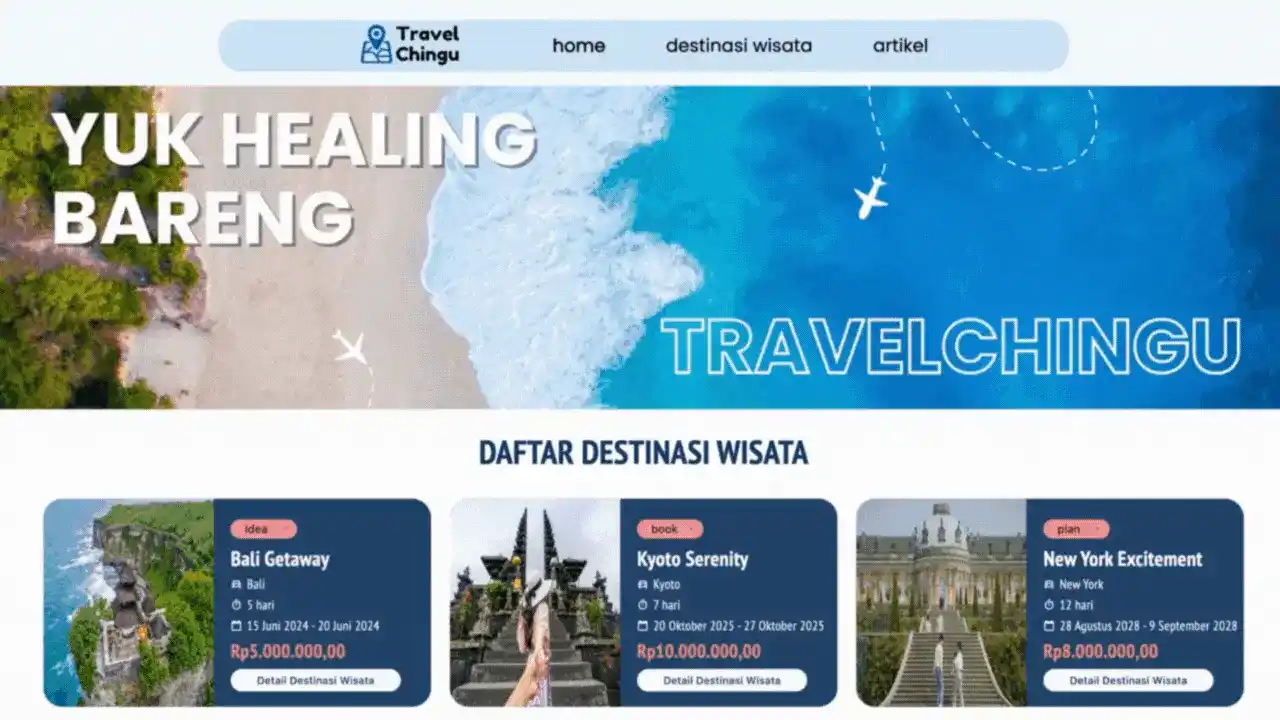 Travel
Chingu
home
destinasi wisata
artikel
YUK HEALING
BARENG
TRAVELCHINGU
DAFTAR DESTINASI WISATA
idea
Bali Getaway
Bali
5 hari
15 Juni 2024 - 20 Juni 2024
Rp5.000.000,00
Detail Destinasi Wisata
book
Kyoto Serenity
Kyoto
7 hari
20 Oktober 2025 - 27 Oktober 2025
Rp10.000.000,00
Detail Destinasi Wisata
plan
New York Excitement
New York
12 hari
28 Agustus 2028 - 9 September 2028
Rp8.000.000,00
Detail Destinasi Wisata